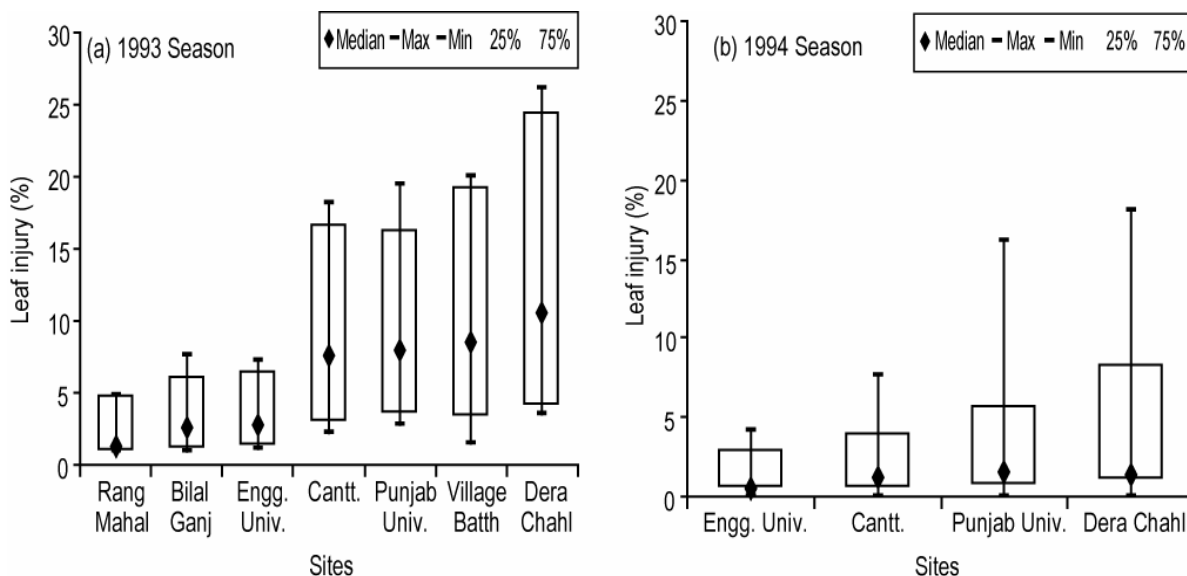 (a) 1993 Season
Median Max Min 25% 75%
Leaf injury (%)
30
25
20
15
10
5
0
Rang Mahal
Bilal Ganj
Engg. Univ.
Cantt.
Punjab Univ.
Village Batth
Dera Chahl
Sites
(b) 1994 Season
Median Max Min 25% 75%
Leaf injury (%)
30
25
20
15
10
5
0
Engg. Univ.
Cantt.
Punjab Univ.
Dera Chahl
Sites